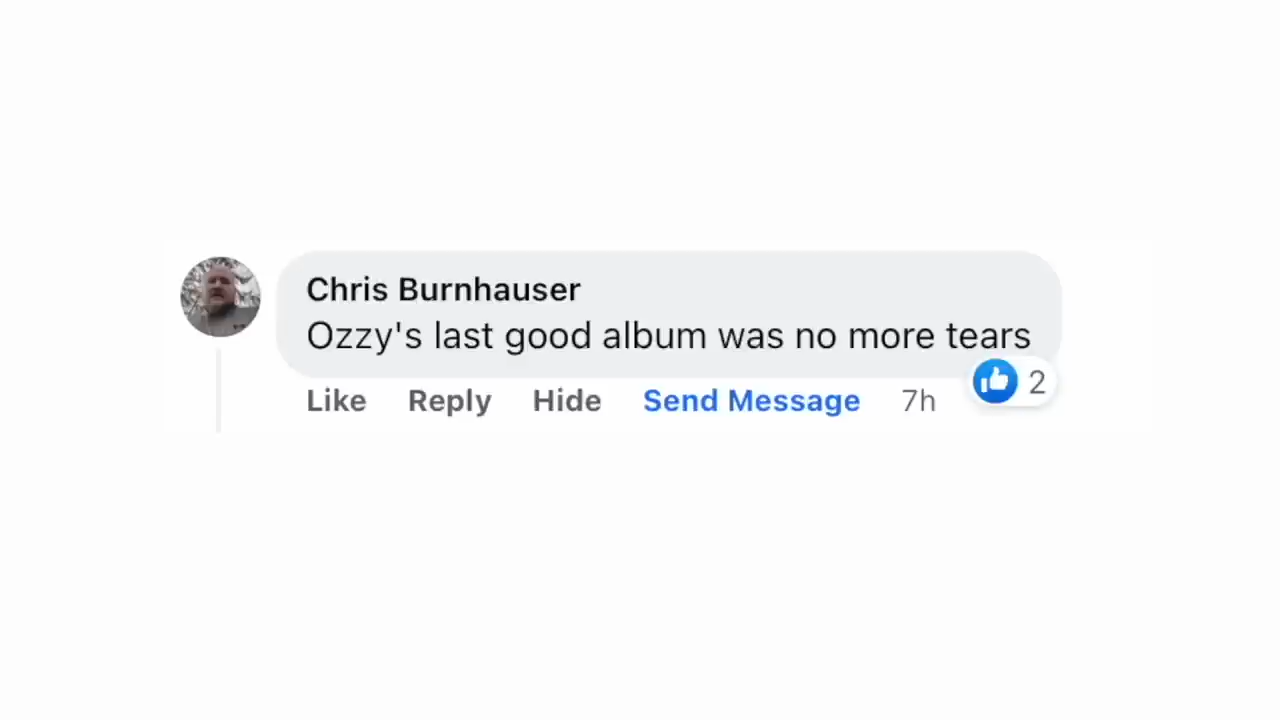 Chris Burnhauser
Ozzy's last good album was no more tears
Like Reply Hide Send Message 7h 2